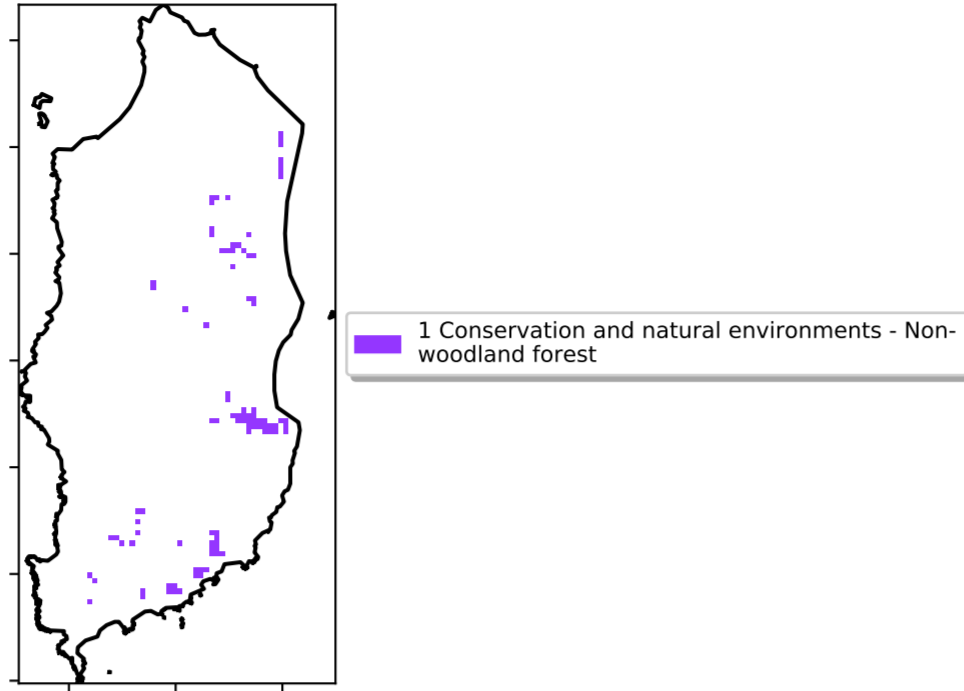 1 Conservation and natural environments - Non-
woodland forest